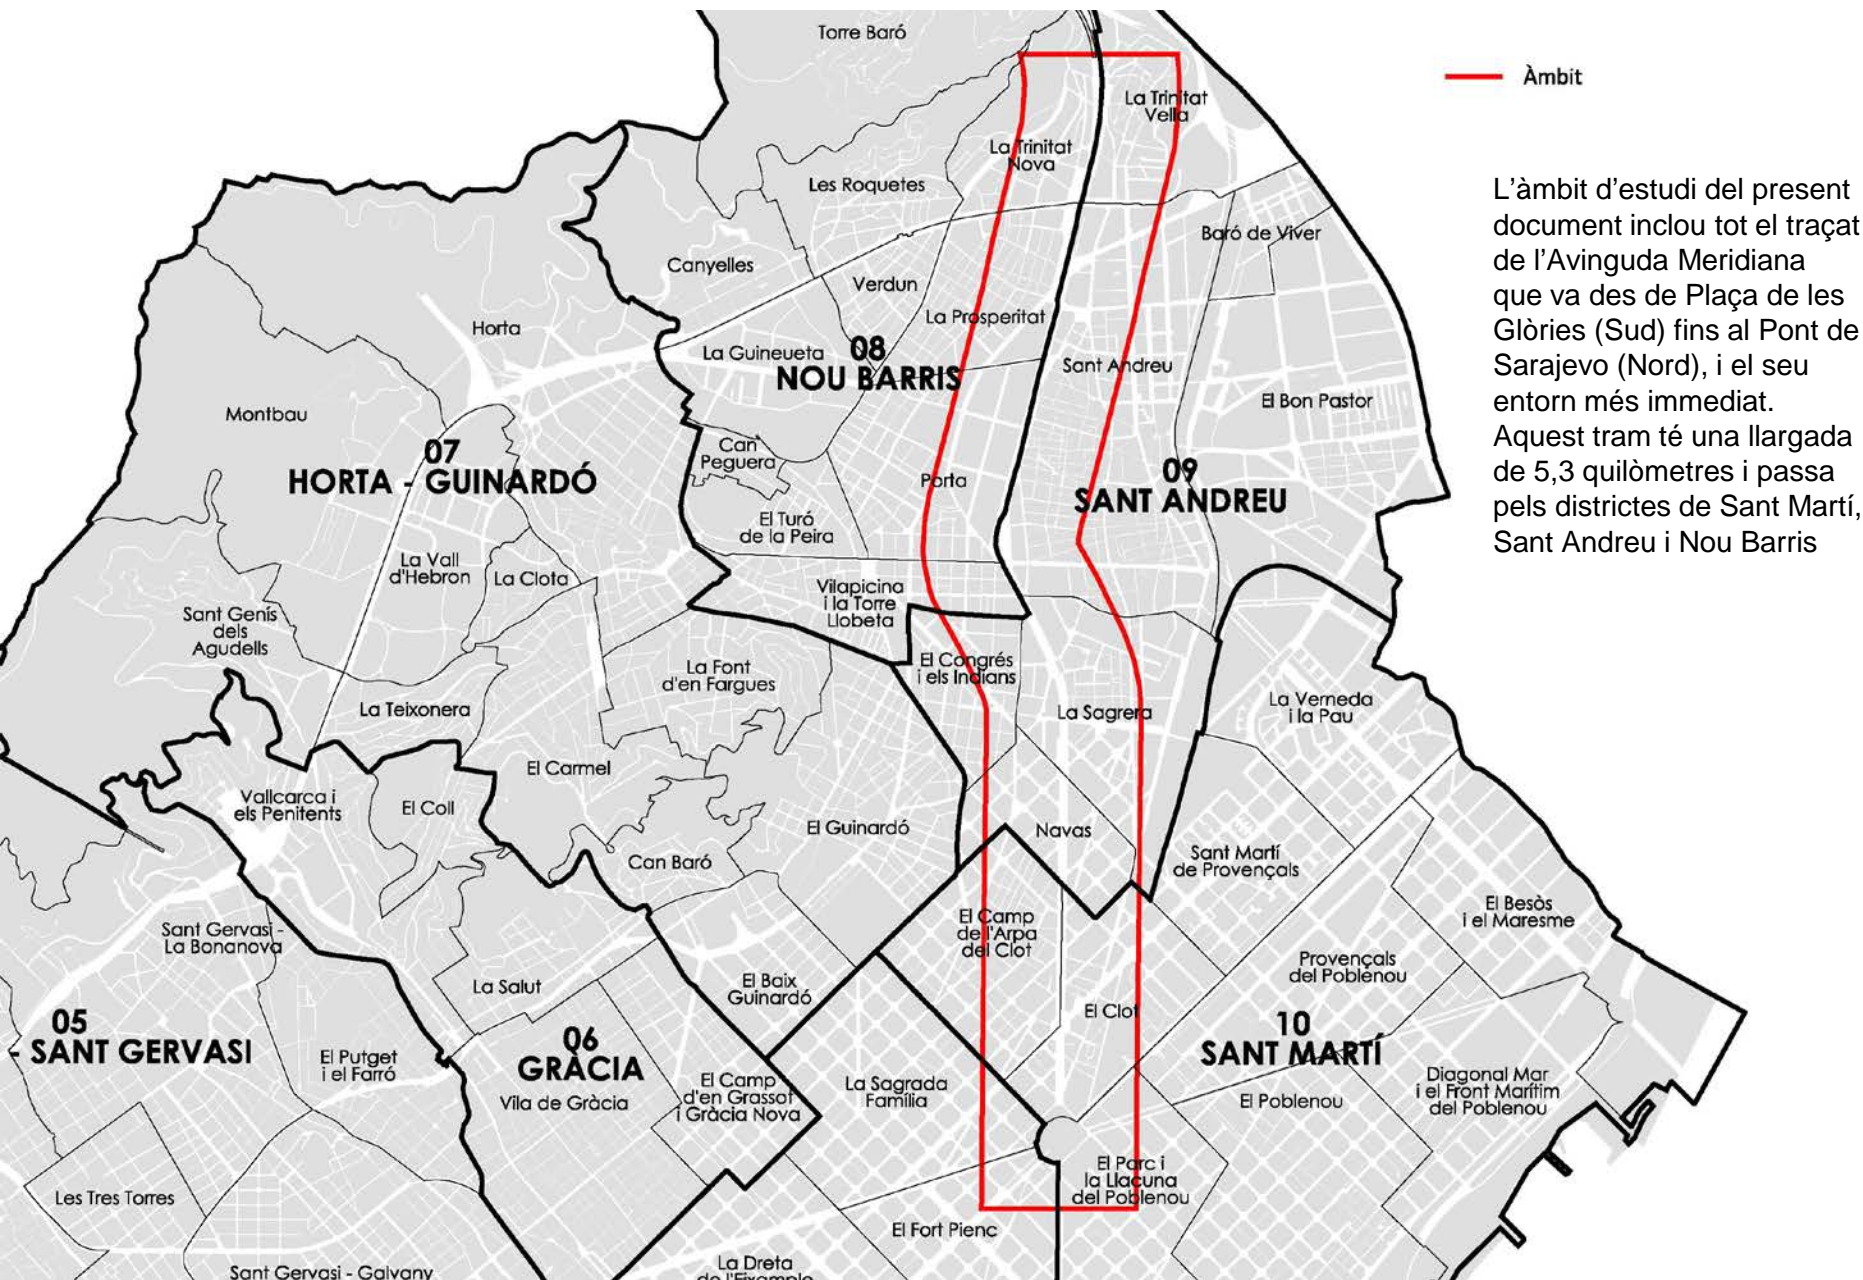 Torre Baró
Àmbit
La Trinitat
Vella
La Trinitat
Nova
Les Roquetes
L'àmbit d'estudi del present
document inclou tot el traçat
de l'Avinguda Meridiana
que va des de Plaça de les
Glòries (Sud) fins al Pont de
Sarajevo (Nord), i el seu
entorn més immediat.
Aquest tram té una llargada
de 5,3 quilòmetres i passa
pels districtes de Sant Martí,
Sant Andreu i Nou Barris
Baró de Viver
Canyelles
Verdun
La Prosperitat
Horta
La Guineueta
08
NOU BARRIS
Sant Andreu
El Bon Pastor
Montbau
07
HORTA - GUINARDÓ
Can
Peguera
Porta
09
SANT ANDREU
El Turó
de la Peira
La Vall
d'Hebron
La Clota
Vilapicina
i la Torre
Llobeta
Sant Genís
dels
Agudells
La Font
d'en Fargues
El Congrés
i els Indians
La Teixonera
La Sagrera
La Verneda
i la Pau
El Carmel
Vallcarca i
els Penitents
El Coll
El Guinardó
Navas
Can Baró
Sant Martí
de Provençals
El Besòs
i el Maresme
Sant Gervasi -
La Bonanova
El Camp
de l'Arpa
del Clot
Provençals
del Poblenou
La Salut
El Baix
Guinardó
El Clot
05
- SANT GERVASI
06
GRÀCIA
10
SANT MARTÍ
El Putget
i el Farró
Vila de Gràcia
El Camp
d'en Grassot
i Gràcia Nova
La Sagrada
Família
El Poblenou
Diagonal Mar
i el Front Marítim
del Poblenou
Les Tres Torres
El Parc i
la Llacuna
del Poblenou
El Fort Pienc
Sant Gervasi - Galvany
La Dreta
de l'Eixample